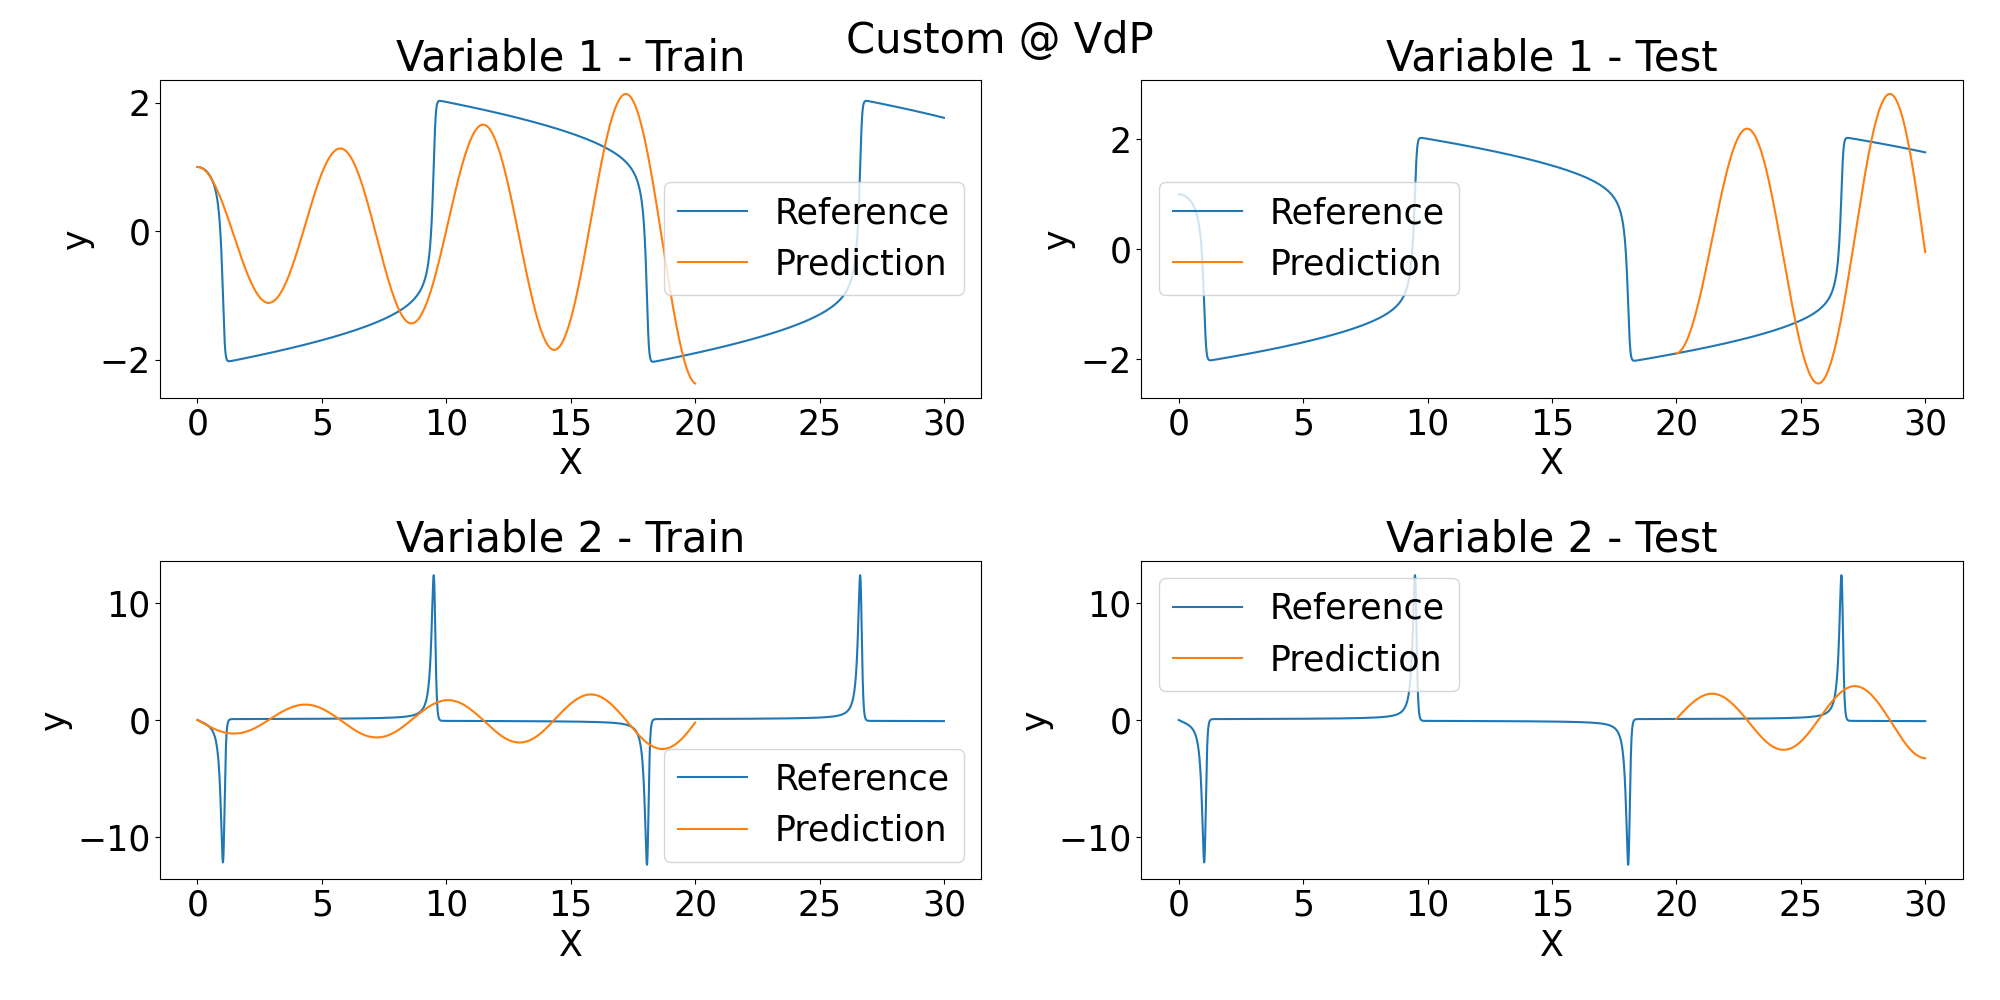 Custom @ VdP
Variable 1 - Train
2
0
−2
y
0 5 10 15 20 25 30
X
Reference
Prediction
Variable 1 - Test
2
0
−2
y
0 5 10 15 20 25 30
X
Reference
Prediction
Variable 2 - Train
10
0
−10
y
0 5 10 15 20 25 30
X
Reference
Prediction
Variable 2 - Test
10
0
−10
y
0 5 10 15 20 25 30
X
Reference
Prediction